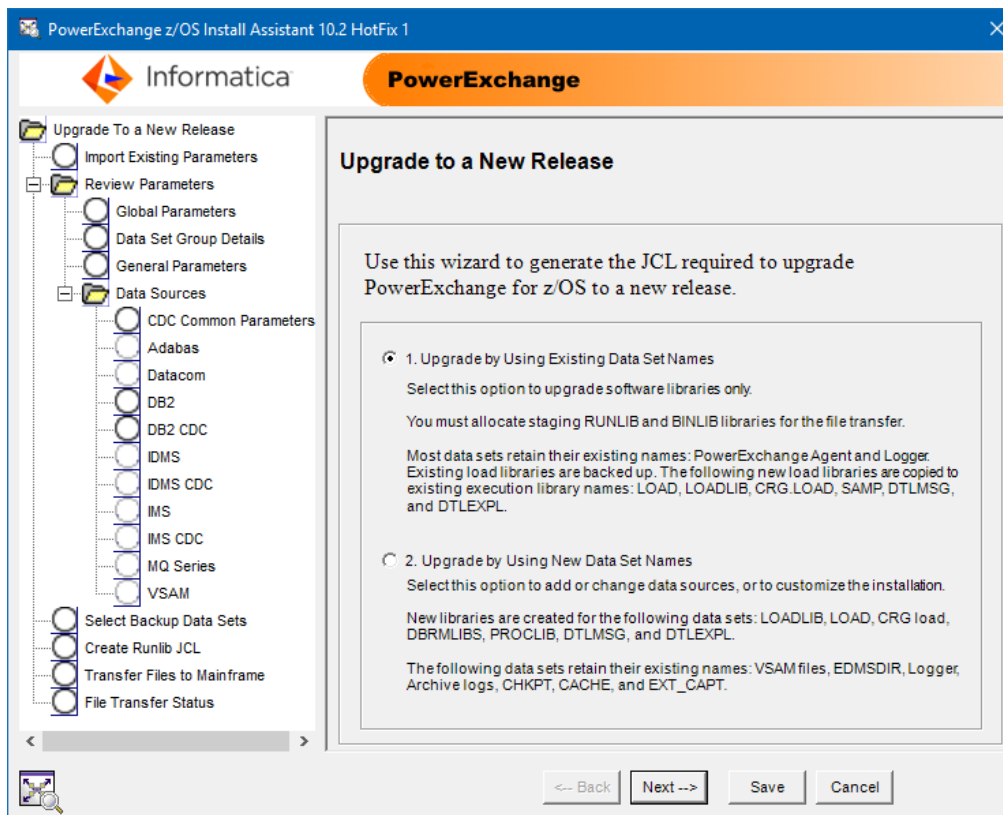 PowerExchange z/OS Install Assistant 10.2 HotFix 1
Informatica
PowerExchange
Upgrade To a New Release
Import Existing Parameters
Review Parameters
Global Parameters
Data Set Group Details
General Parameters
Data Sources
CDC Common Parameters
Adabas
Datacom
DB2
DB2 CDC
IDMS
IDMS CDC
IMS
IMS CDC
MQ Series
VSAM
Select Backup Data Sets
Create Runlib JCL
Transfer Files to Mainframe
File Transfer Status
Upgrade to a New Release
Use this wizard to generate the JCL required to upgrade
PowerExchange for z/OS to a new release.
1. Upgrade by Using Existing Data Set Names
Select this option to upgrade software libraries only.
You must allocate staging RUNLIB and BINLIB libraries for the file transfer.
Most data sets retain their existing names: PowerExchange Agent and Logger.
Existing load libraries are backed up. The following new load libraries are copied to
existing execution library names: LOAD, LOADLIB, CRG.LOAD, SAMP, DTLMSG,
and DTLEXPL.
2. Upgrade by Using New Data Set Names
Select this option to add or change data sources, or to customize the installation.
New libraries are created for the following data sets: LOADLIB, LOAD, CRG load,
DBRMLIBS, PROCLIB, DTLMSG, and DTLEXPL.
The following data sets retain their existing names: VSAM files, EDMSDIR, Logger,
Archive logs, CHKPT, CACHE, and EXT_CAPT.
<-- Back
Next -->
Save
Cancel